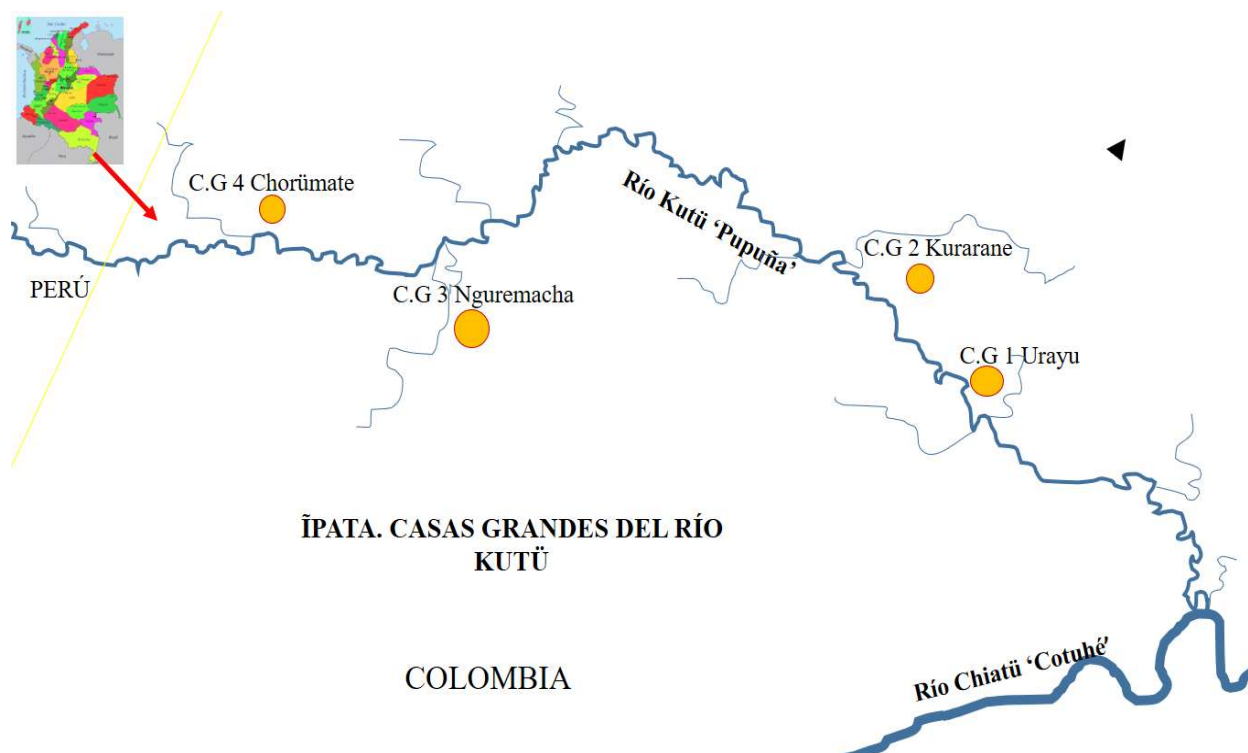 C.G 4 Chorümate
Río Kutü ‘Pupuña’
C.G 2 Kurarane
PERÚ
C.G 3 Nguremacha
C.G 1 Urayu
ĨPATA. CASAS GRANDES DEL RÍO
KUTÜ
COLOMBIA
Río Chiatü ‘Cotuhé’